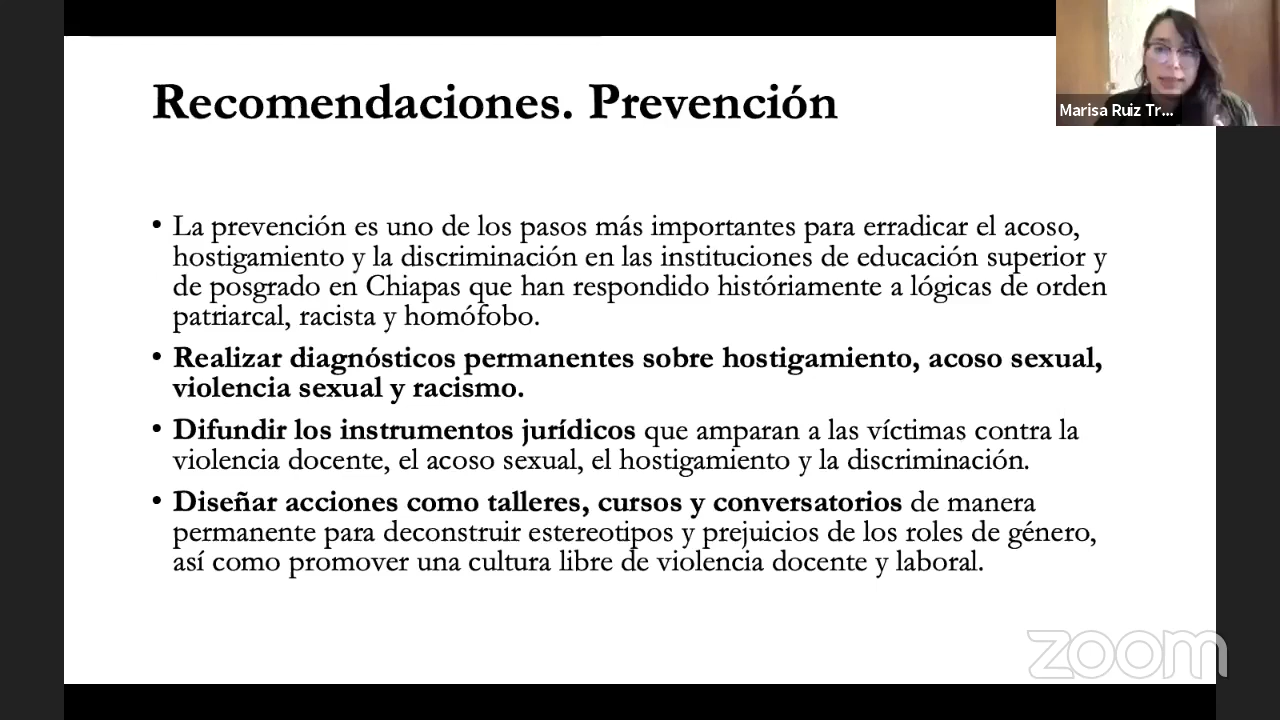 Recomendaciones. Prevención
Marisa Ruiz Tr...
• La prevención es uno de los pasos más importantes para erradicar el acoso,
hostigamiento y la discriminación en las instituciones de educación superior y
de posgrado en Chiapas que han respondido históriamente a lógicas de orden
patriarcal, racista y homófobo.
• Realizar diagnósticos permanentes sobre hostigamiento, acoso sexual,
violencia sexual y racismo.
• Difundir los instrumentos jurídicos que amparan a las víctimas contra la
violencia docente, el acoso sexual, el hostigamiento y la discriminación.
• Diseñar acciones como talleres, cursos y conversatorios de manera
permanente para deconstruir estereotipos y prejuicios de los roles de género,
así como promover una cultura libre de violencia docente y laboral.
zoom